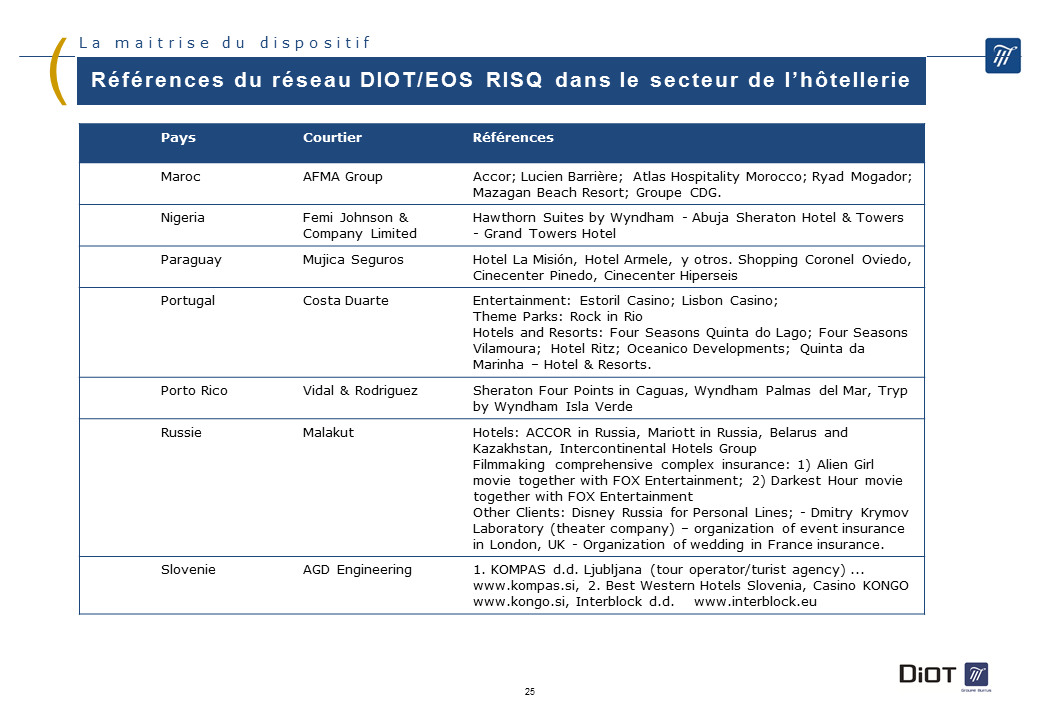 La maitrise du dispositif
Références du réseau DIOT/EOS RISQ dans le secteur de l’hôtellerie
Pays Courtier Références
Maroc AFMA Group Accor; Lucien Barrière; Atlas Hospitality Morocco; Ryad Mogador;
Mazagan Beach Resort; Groupe CDG.
Nigeria Femi Johnson & Hawthorn Suites by Wyndham - Abuja Sheraton Hotel & Towers
Company Limited - Grand Towers Hotel
Paraguay Mujica Seguros Hotel La Misión, Hotel Armele, y otros. Shopping Coronel Oviedo,
Cinecenter Pinedo, Cinecenter Hiperseis
Portugal Costa Duarte Entertainment: Estoril Casino; Lisbon Casino;
Theme Parks: Rock in Rio
Hotels and Resorts: Four Seasons Quinta do Lago; Four Seasons
Vilamoura; Hotel Ritz; Oceanico Developments; Quinta da
Marinha – Hotel & Resorts.
Porto Rico Vidal & Rodriguez Sheraton Four Points in Caguas, Wyndham Palmas del Mar, Tryp
by Wyndham Isla Verde
Russie Malakut Hotels: ACCOR in Russia, Mariott in Russia, Belarus and
Kazakhstan, Intercontinental Hotels Group
Filmmaking comprehensive complex insurance: 1) Alien Girl
movie together with FOX Entertainment; 2) Darkest Hour movie
together with FOX Entertainment
Other Clients: Disney Russia for Personal Lines; - Dmitry Krymov
Laboratory (theater company) – organization of event insurance
in London, UK - Organization of wedding in France insurance.
Slovenie AGD Engineering 1. KOMPAS d.d. Ljubljana (tour operator/turist agency) ...
www.kompas.si, 2. Best Western Hotels Slovenia, Casino KONGO
www.kongo.si, Interblock d.d. www.interblock.eu
DiOT
Groupe Burrus
25